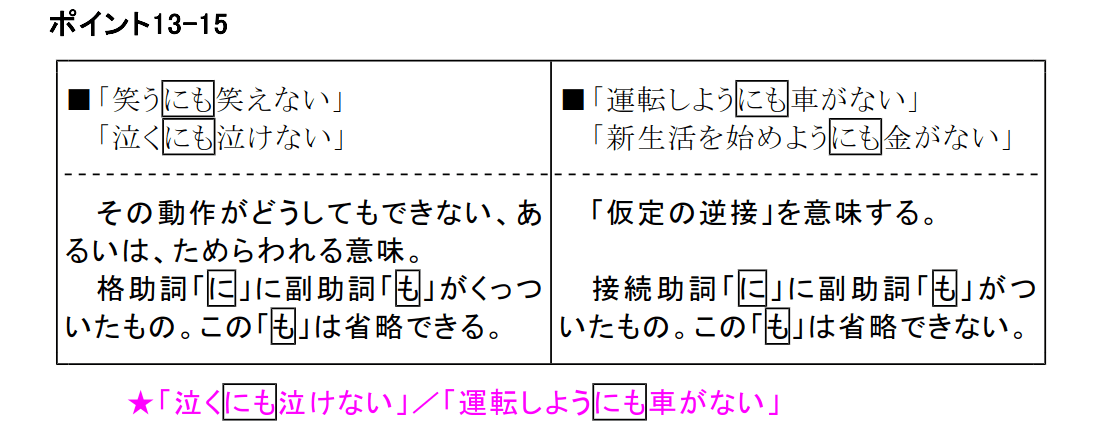 ポイント13-15
■「笑うにも笑えない」
「泣くにも泣けない」
その動作がどうしてもできない、あ
るいは、ためらわれる意味。
格助詞「に」に副助詞「も」がくっつ
いたもの。この「も」は省略できる。
■「運転しようにも車がない」
「新生活を始めようにも金がない」
「仮定の逆接」を意味する。
接続助詞「に」に副助詞「も」がつ
いたもの。この「も」は省略できない。
★「泣くにも泣けない」／「運転しようにも車がない」